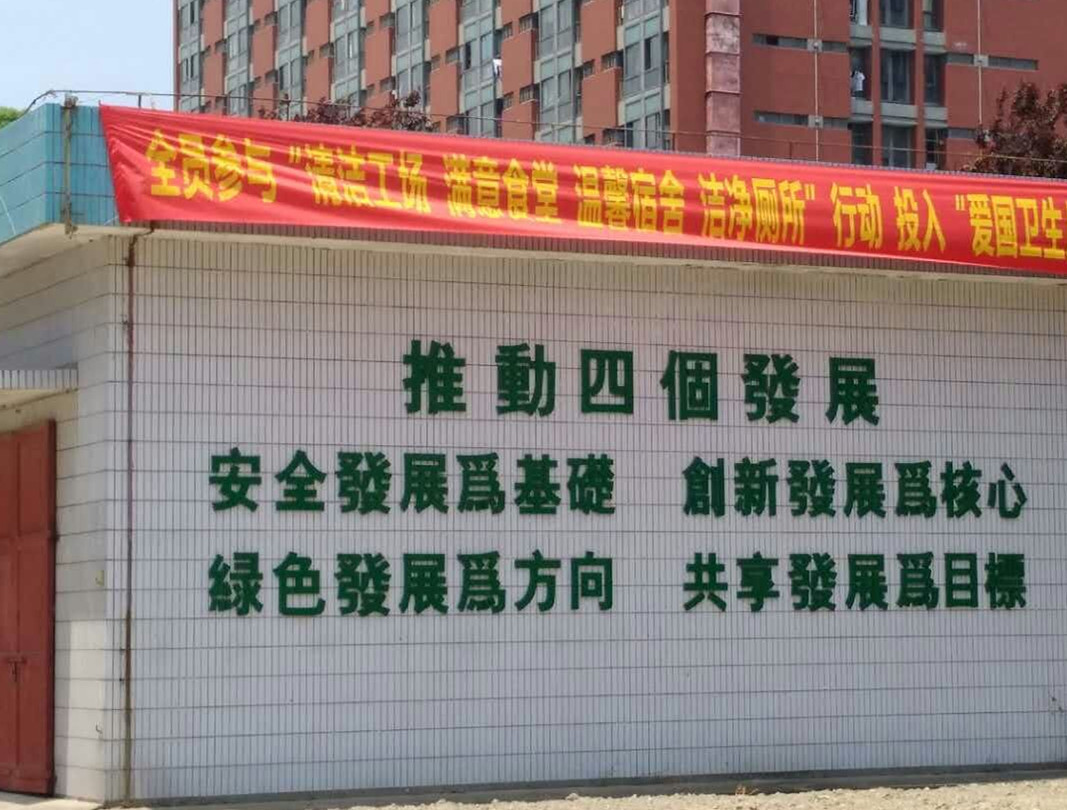 全员参与“清洁工场 满意食堂 温馨宿舍 洁净厕所”行动 投入“爱国卫生
推動四個發展
安全發展爲基礎 創新發展爲核心
綠色發展爲方向 共享發展爲目標